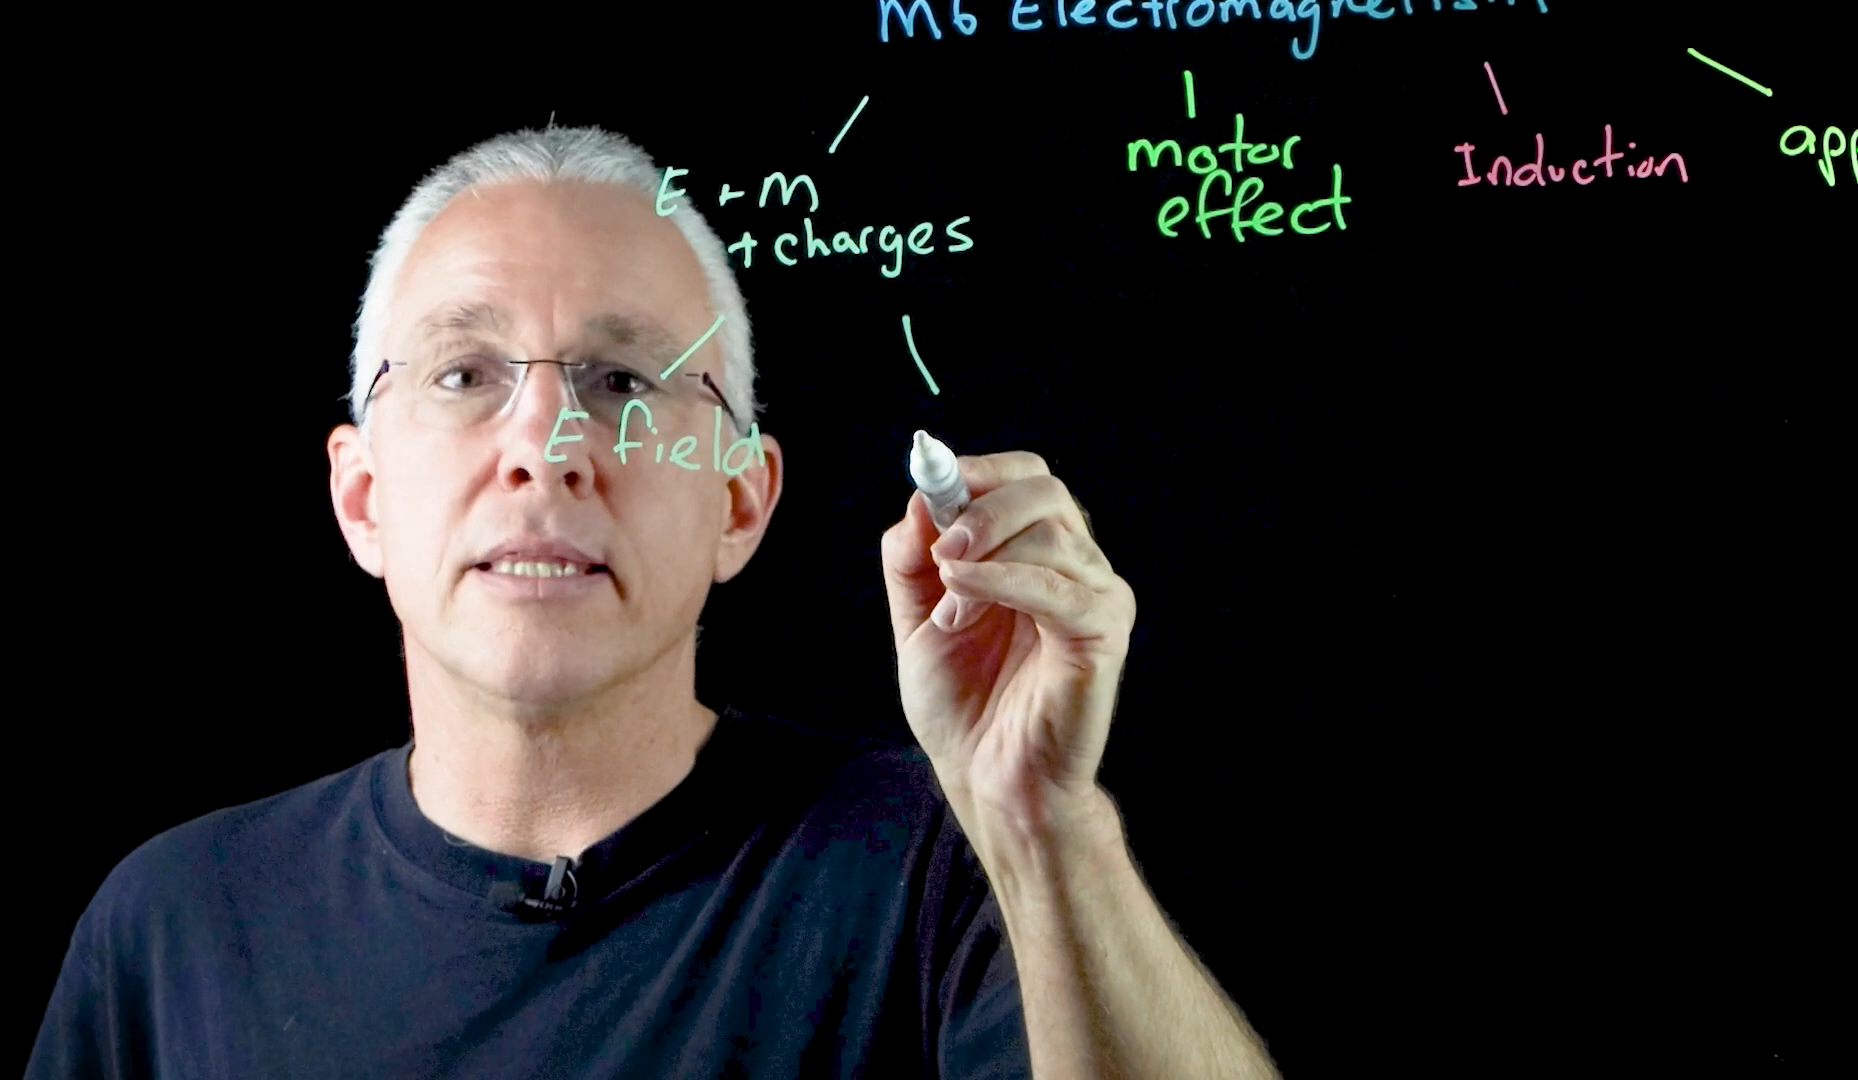 M6 Electromagnetism
E + M
+ charges
motor
effect
Induction
E field